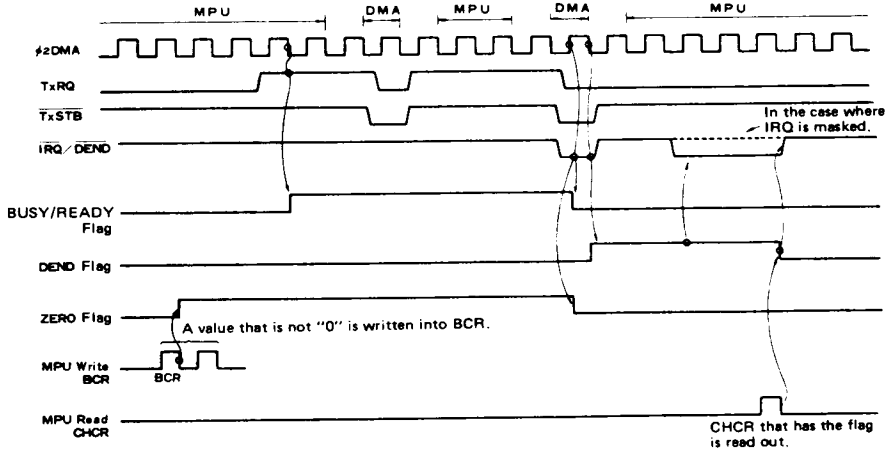 MPU DMA MPU DMA MPU
φ2DMA
TxRQ
TxSTB
In the case where
IRQ is masked.
IRQ/DEND
BUSY/READY
Flag
DEND Flag
ZERO Flag
A value that is not "0" is written into BCR.
MPU Write
BCR
BCR
MPU Read
CHCR
CHCR that has the flag
is read out.